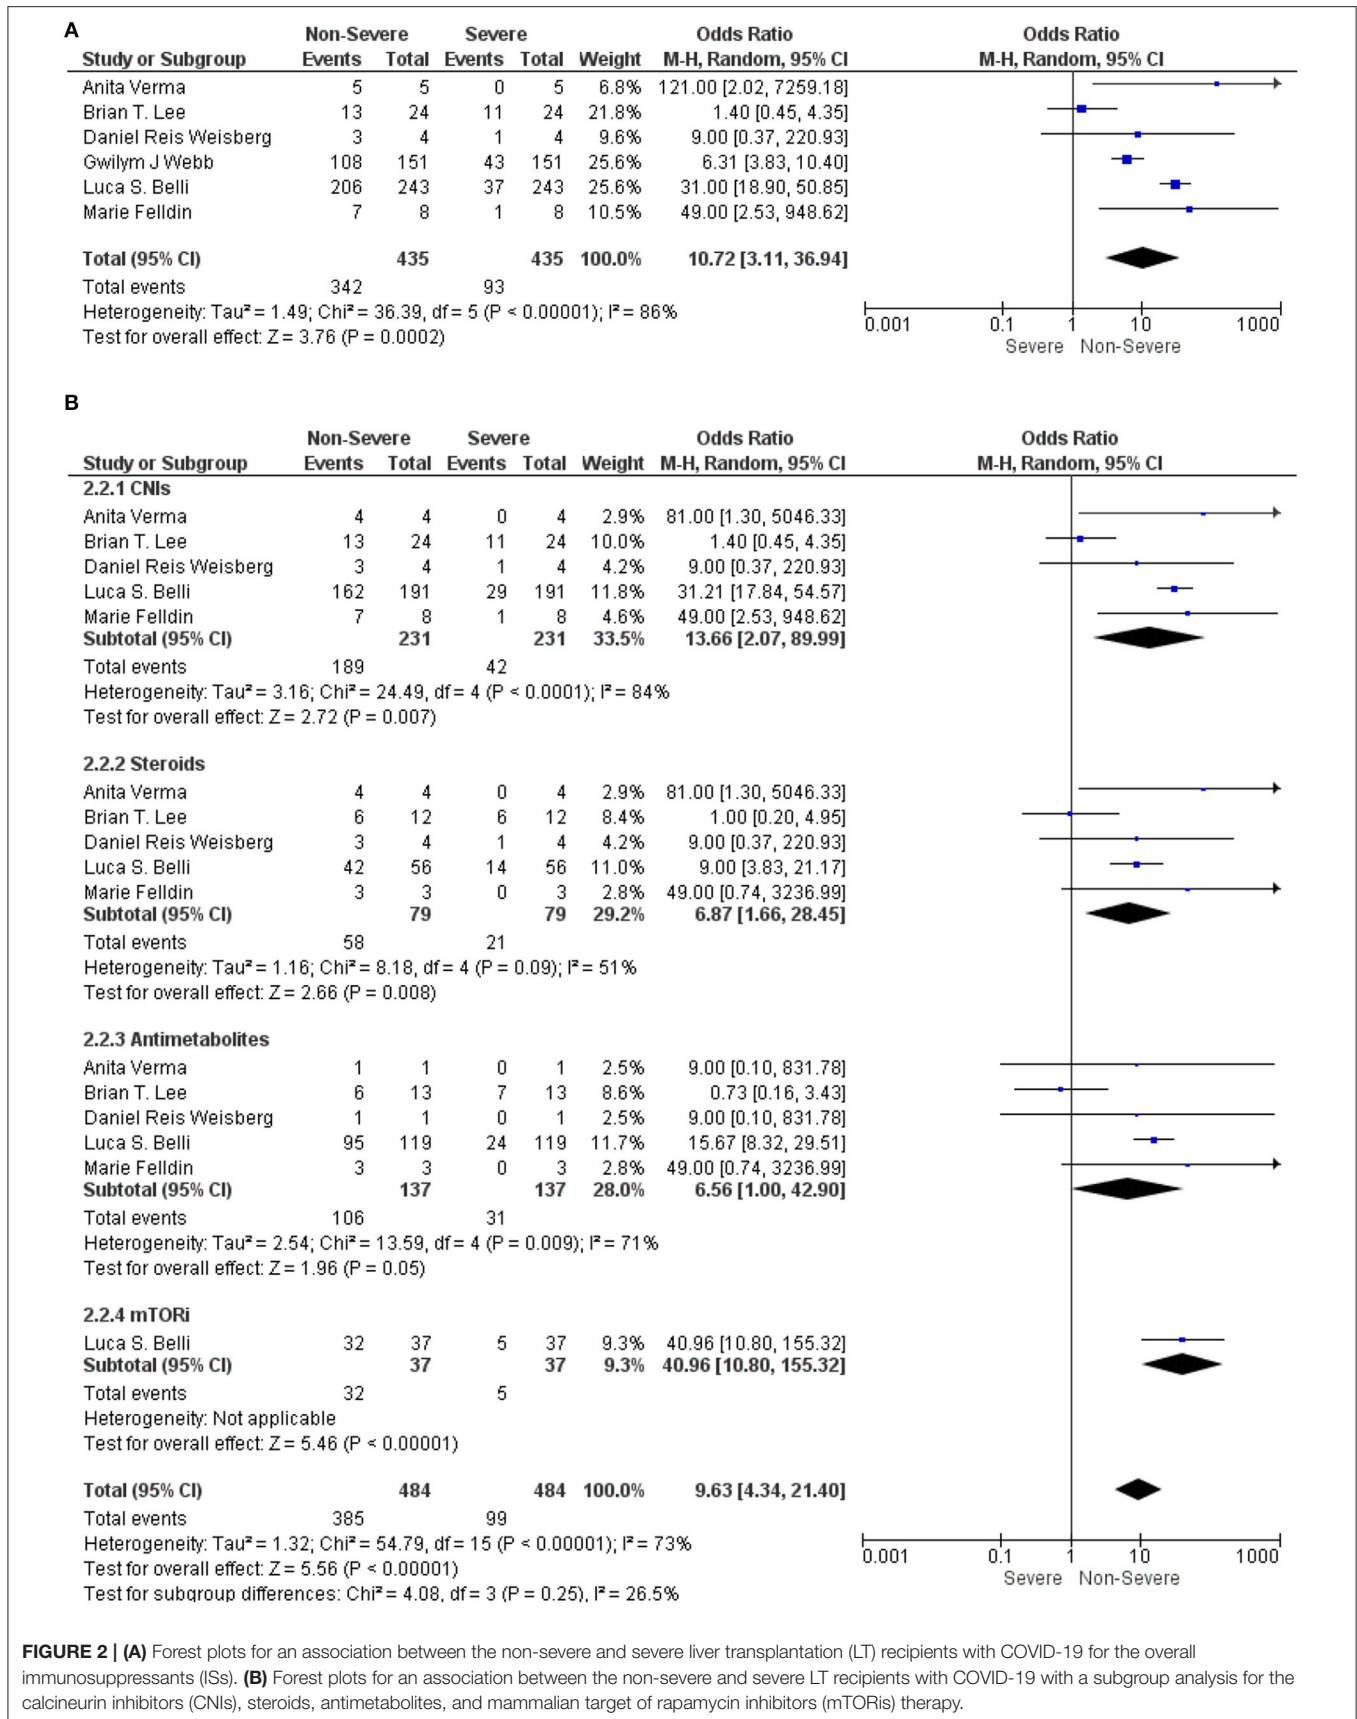 A
Non-Severe Severe Odds Ratio Odds Ratio
Study or Subgroup Events Total Events Total Weight M-H, Random, 95% CI M-H, Random, 95% CI
Anita Verma 5 5 0 5 6.8% 121.00 [2.02, 7259.18]
Brian T. Lee 13 24 11 24 21.8% 1.40 [0.45, 4.35]
Daniel Reis Weisberg 3 4 1 4 9.6% 9.00 [0.37, 220.93]
Gwilym J Webb 108 151 43 151 25.6% 6.31 [3.83, 10.40]
Luca S. Belli 206 243 37 243 25.6% 31.00 [18.90, 50.85]
Marie Felldin 7 8 1 8 10.5% 49.00 [2.53, 948.62]
Total (95% CI) 435 435 100.0% 10.72 [3.11, 36.94]
Total events 342 93
Heterogeneity: Tau² = 1.49; Chi² = 36.39, df = 5 (P < 0.00001); I² = 86%
Test for overall effect: Z = 3.76 (P = 0.0002)
0.001 0.1 1 10 1000
Severe Non-Severe
B
Non-Severe Severe Odds Ratio Odds Ratio
Study or Subgroup Events Total Events Total Weight M-H, Random, 95% CI M-H, Random, 95% CI
2.2.1 CNIs
Anita Verma 4 4 0 4 2.9% 81.00 [1.30, 5046.33]
Brian T. Lee 13 24 11 24 10.0% 1.40 [0.45, 4.35]
Daniel Reis Weisberg 3 4 1 4 4.2% 9.00 [0.37, 220.93]
Luca S. Belli 162 191 29 191 11.8% 31.21 [17.84, 54.57]
Marie Felldin 7 8 1 8 4.6% 49.00 [2.53, 948.62]
Subtotal (95% CI) 231 231 33.5% 13.66 [2.07, 89.99]
Total events 189 42
Heterogeneity: Tau² = 3.16; Chi² = 24.49, df = 4 (P < 0.0001); I² = 84%
Test for overall effect: Z = 2.72 (P = 0.007)
2.2.2 Steroids
Anita Verma 4 4 0 4 2.9% 81.00 [1.30, 5046.33]
Brian T. Lee 6 12 6 12 8.4% 1.00 [0.20, 4.95]
Daniel Reis Weisberg 3 4 1 4 4.2% 9.00 [0.37, 220.93]
Luca S. Belli 42 56 14 56 11.0% 9.00 [3.83, 21.17]
Marie Felldin 3 3 0 3 2.8% 49.00 [0.74, 3236.99]
Subtotal (95% CI) 79 79 29.2% 6.87 [1.66, 28.45]
Total events 58 21
Heterogeneity: Tau² = 1.16; Chi² = 8.18, df = 4 (P = 0.09); I² = 51%
Test for overall effect: Z = 2.66 (P = 0.008)
2.2.3 Antimetabolites
Anita Verma 1 1 0 1 2.5% 9.00 [0.10, 831.78]
Brian T. Lee 6 13 7 13 8.6% 0.73 [0.16, 3.43]
Daniel Reis Weisberg 1 1 0 1 2.5% 9.00 [0.10, 831.78]
Luca S. Belli 95 119 24 119 11.7% 15.67 [8.32, 29.51]
Marie Felldin 3 3 0 3 2.8% 49.00 [0.74, 3236.99]
Subtotal (95% CI) 137 137 28.0% 6.56 [1.00, 42.90]
Total events 106 31
Heterogeneity: Tau² = 2.54; Chi² = 13.59, df = 4 (P = 0.009); I² = 71%
Test for overall effect: Z = 1.96 (P = 0.05)
2.2.4 mTORi
Luca S. Belli 32 37 5 37 9.3% 40.96 [10.80, 155.32]
Subtotal (95% CI) 37 37 9.3% 40.96 [10.80, 155.32]
Total events 32 5
Heterogeneity: Not applicable
Test for overall effect: Z = 5.46 (P < 0.00001)
Total (95% CI) 484 484 100.0% 9.63 [4.34, 21.40]
Total events 385 99
Heterogeneity: Tau² = 1.32; Chi² = 54.79, df = 15 (P < 0.00001); I² = 73%
Test for overall effect: Z = 5.56 (P < 0.00001)
Test for subgroup differences: Chi² = 4.08, df = 3 (P = 0.25), I² = 26.5%
0.001 0.1 1 10 1000
Severe Non-Severe
FIGURE 2 | (A) Forest plots for an association between the non-severe and severe liver transplantation (LT) recipients with COVID-19 for the overall
immunosuppressants (ISs). (B) Forest plots for an association between the non-severe and severe LT recipients with COVID-19 with a subgroup analysis for the
calcineurin inhibitors (CNIs), steroids, antimetabolites, and mammalian target of rapamycin inhibitors (mTORis) therapy.